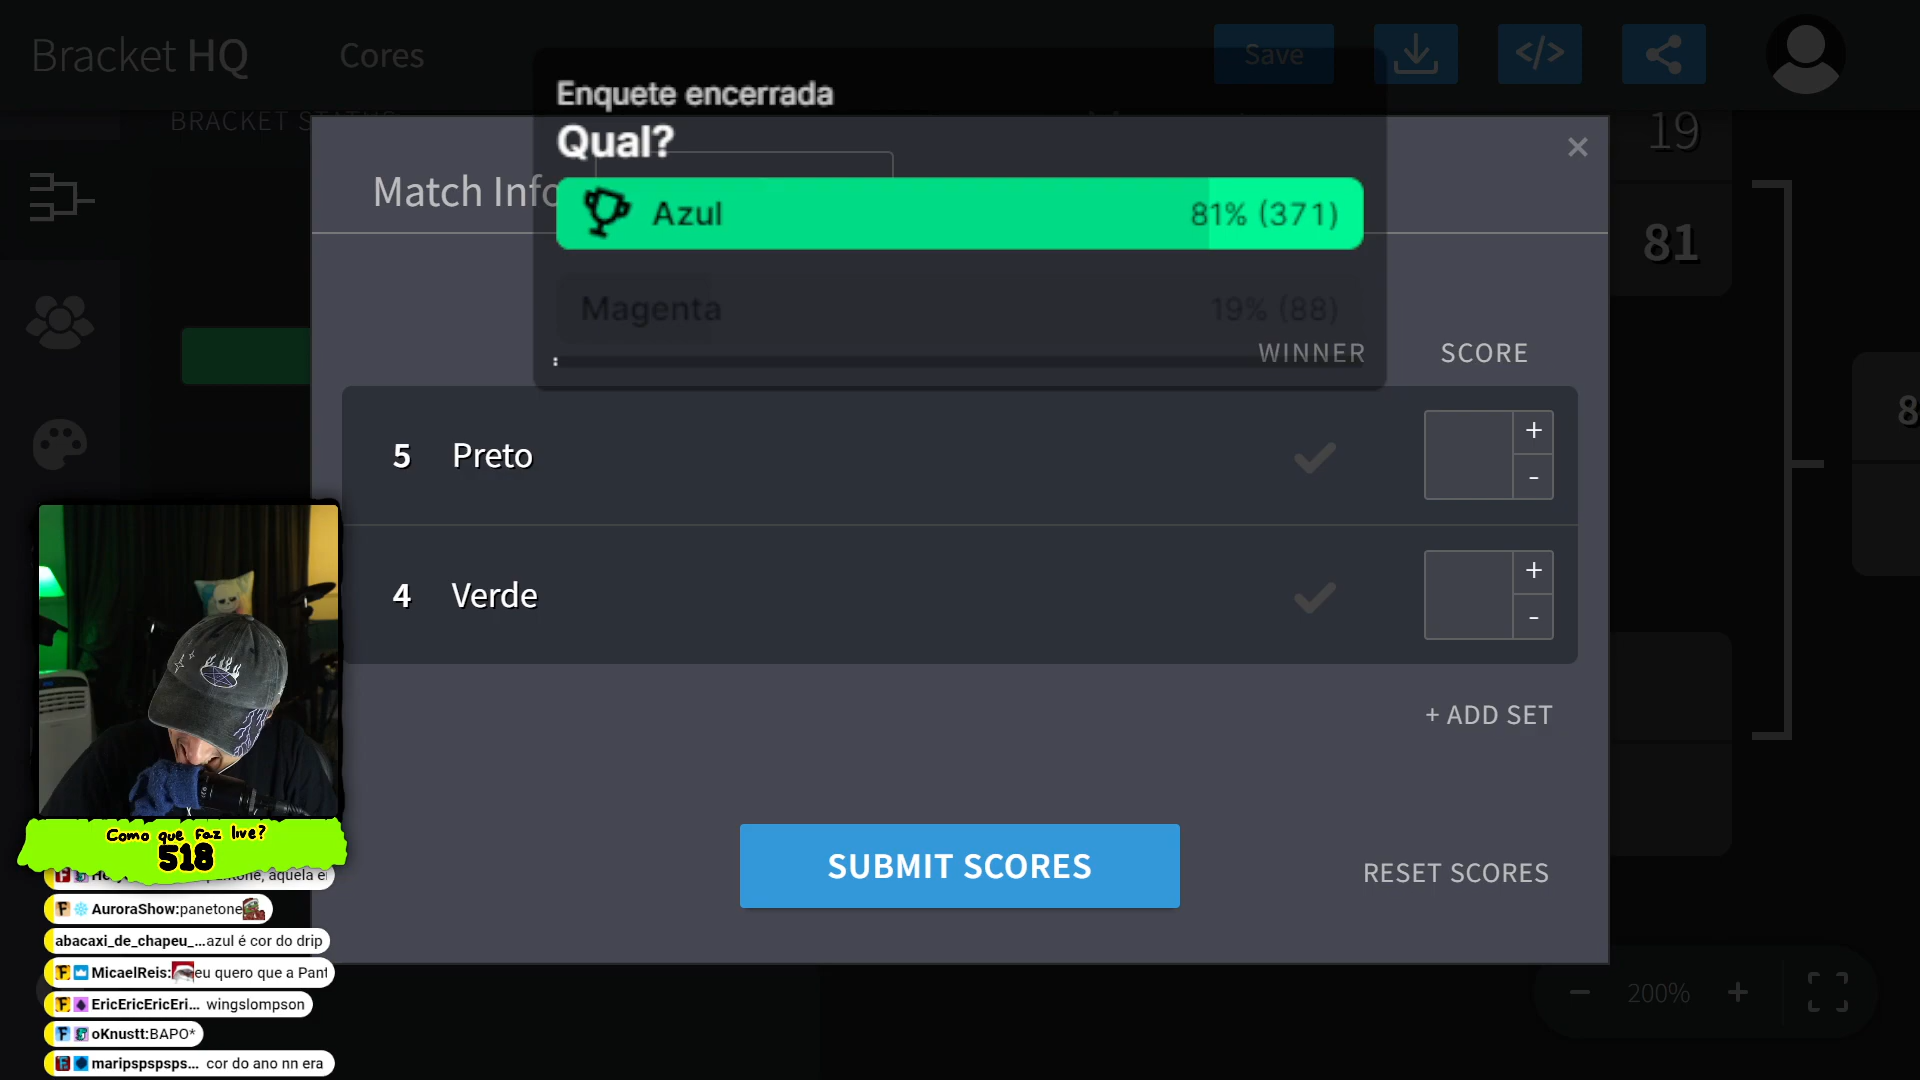 Bracket HQ
Cores
Save
</>
BRACKET STATUS
Enquete encerrada
Qual?
Match Info
×
Azul 81% (371)
Magenta 19% (88)
19
81
8
WINNER SCORE
5 Preto
+
-
4 Verde
+
-
+ ADD SET
SUBMIT SCORES
RESET SCORES
Como que faz live?
518
AuroraShow:panetone
abacaxi_de_chapeu_...azul é cor do drip
MicaelReis: eu quero que a Pant
EricEricEricEri... wingslompson
oKnustt:BAPO*
maripspspsps... cor do ano nn era
− 200% +